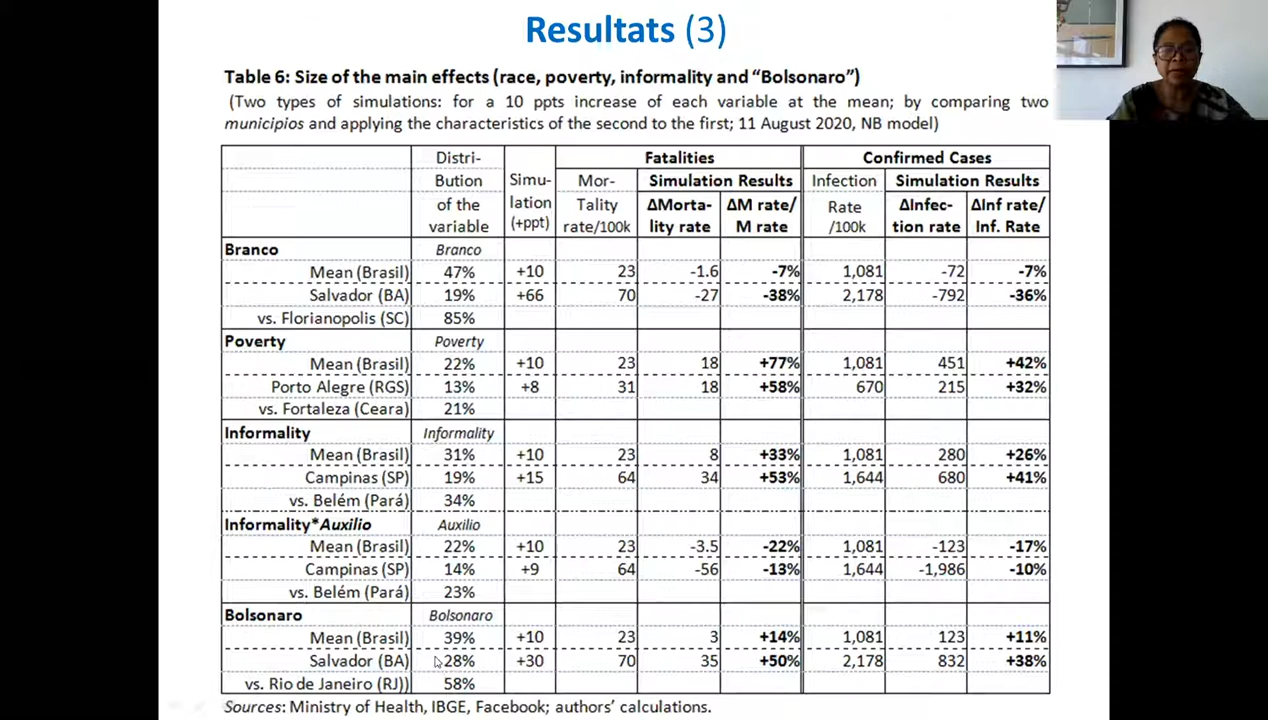 Resultats (3)
Table 6: Size of the main effects (race, poverty, informality and “Bolsonaro”)
(Two types of simulations: for a 10 ppts increase of each variable at the mean; by comparing two
municipios and applying the characteristics of the second to the first; 11 August 2020, NB model)
Distri- Fatalities Confirmed Cases
Bution Simu- Mor- Simulation Results Infection Simulation Results
of the lation Tality ΔMorta- ΔM rate/ Rate ΔInfec- ΔInf rate/
variable (+ppt) rate/100k lity rate M rate /100k tion rate Inf. Rate
Branco Branco
Mean (Brasil) 47% +10 23 -1.6 -7% 1,081 -72 -7%
Salvador (BA) 19% +66 70 -27 -38% 2,178 -792 -36%
vs. Florianopolis (SC) 85%
Poverty Poverty
Mean (Brasil) 22% +10 23 18 +77% 1,081 451 +42%
Porto Alegre (RGS) 13% +8 31 18 +58% 670 215 +32%
vs. Fortaleza (Ceara) 21%
Informality Informality
Mean (Brasil) 31% +10 23 8 +33% 1,081 280 +26%
Campinas (SP) 19% +15 64 34 +53% 1,644 680 +41%
vs. Belém (Pará) 34%
Informality*Auxilio Auxilio
Mean (Brasil) 22% +10 23 -3.5 -22% 1,081 -123 -17%
Campinas (SP) 14% +9 64 -56 -13% 1,644 -1,986 -10%
vs. Belém (Pará) 23%
Bolsonaro Bolsonaro
Mean (Brasil) 39% +10 23 3 +14% 1,081 123 +11%
Salvador (BA) 28% +30 70 35 +50% 2,178 832 +38%
vs. Rio de Janeiro (RJ)) 58%
Sources: Ministry of Health, IBGE, Facebook; authors’ calculations.